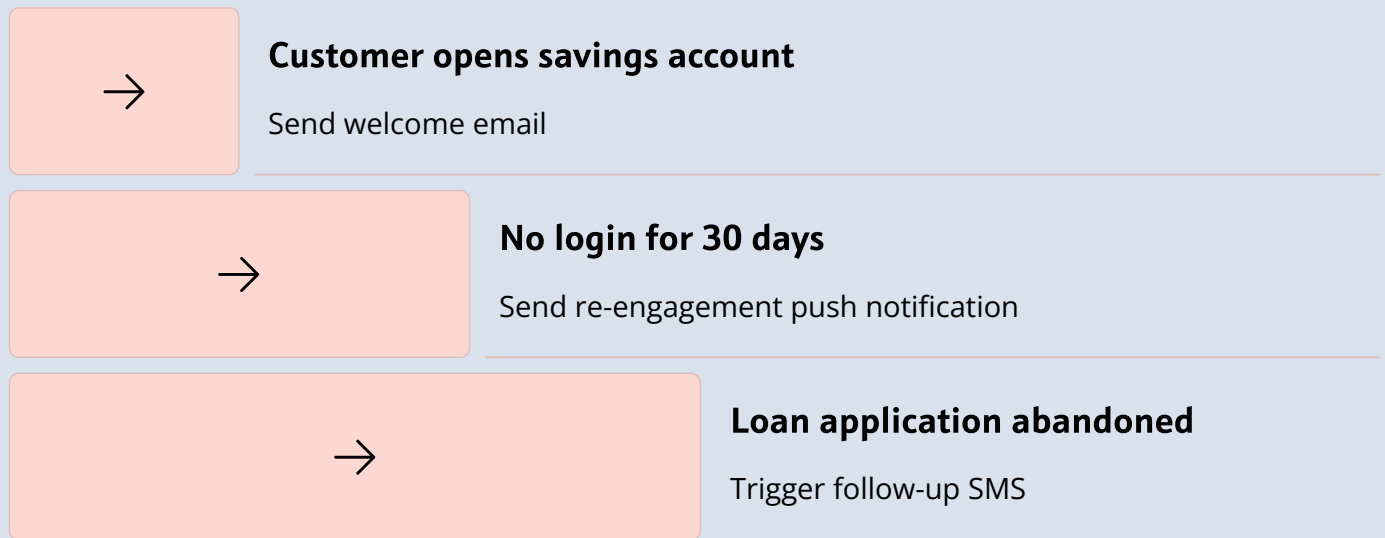 Customer opens savings account
Send welcome email
No login for 30 days
Send re-engagement push notification
Loan application abandoned
Trigger follow-up SMS